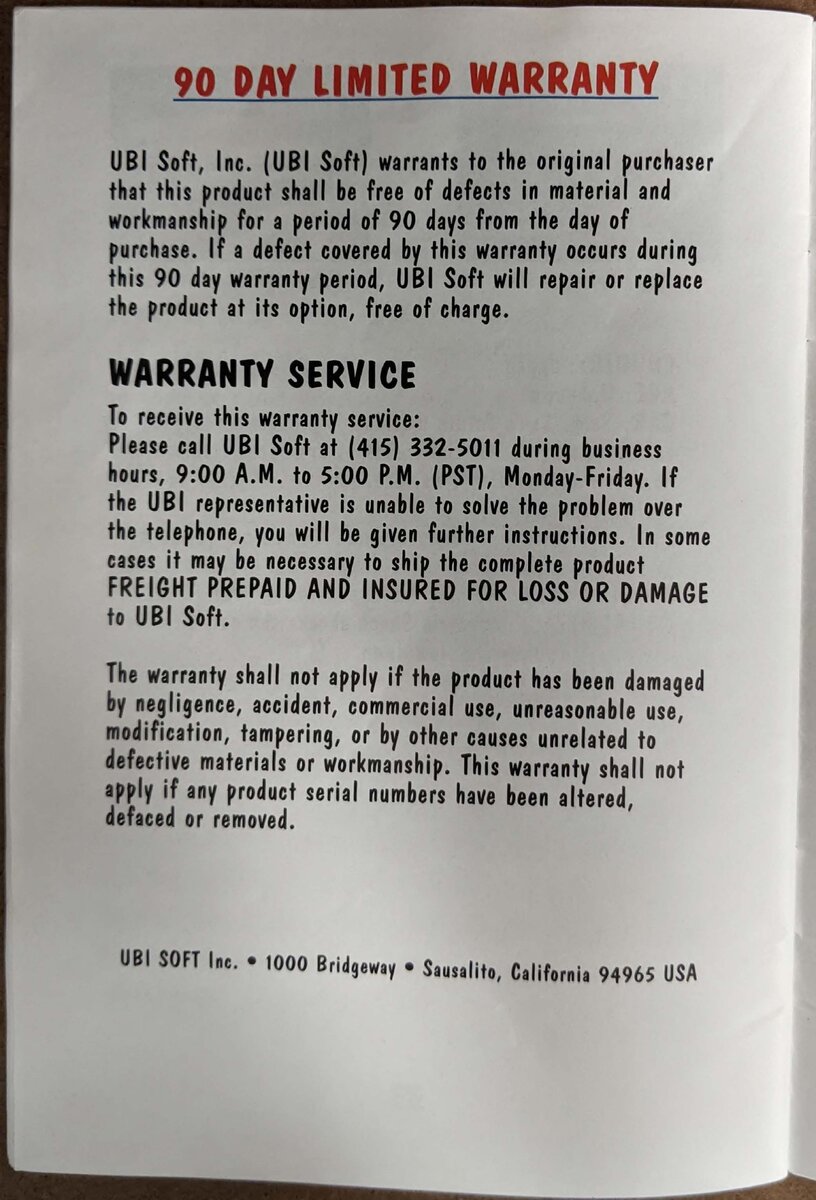 90 DAY LIMITED WARRANTY
UBI Soft, Inc. (UBI Soft) warrants to the original purchaser
that this product shall be free of defects in material and
workmanship for a period of 90 days from the day of
purchase. If a defect covered by this warranty occurs during
this 90 day warranty period, UBI Soft will repair or replace
the product at its option, free of charge.
WARRANTY SERVICE
To receive this warranty service:
Please call UBI Soft at (415) 332-5011 during business
hours, 9:00 A.M. to 5:00 P.M. (PST), Monday-Friday. If
the UBI representative is unable to solve the problem over
the telephone, you will be given further instructions. In some
cases it may be necessary to ship the complete product
FREIGHT PREPAID AND INSURED FOR LOSS OR DAMAGE
to UBI Soft.
The warranty shall not apply if the product has been damaged
by negligence, accident, commercial use, unreasonable use,
modification, tampering, or by other causes unrelated to
defective materials or workmanship. This warranty shall not
apply if any product serial numbers have been altered,
defaced or removed.
UBI SOFT Inc. • 1000 Bridgeway • Sausalito, California 94965 USA